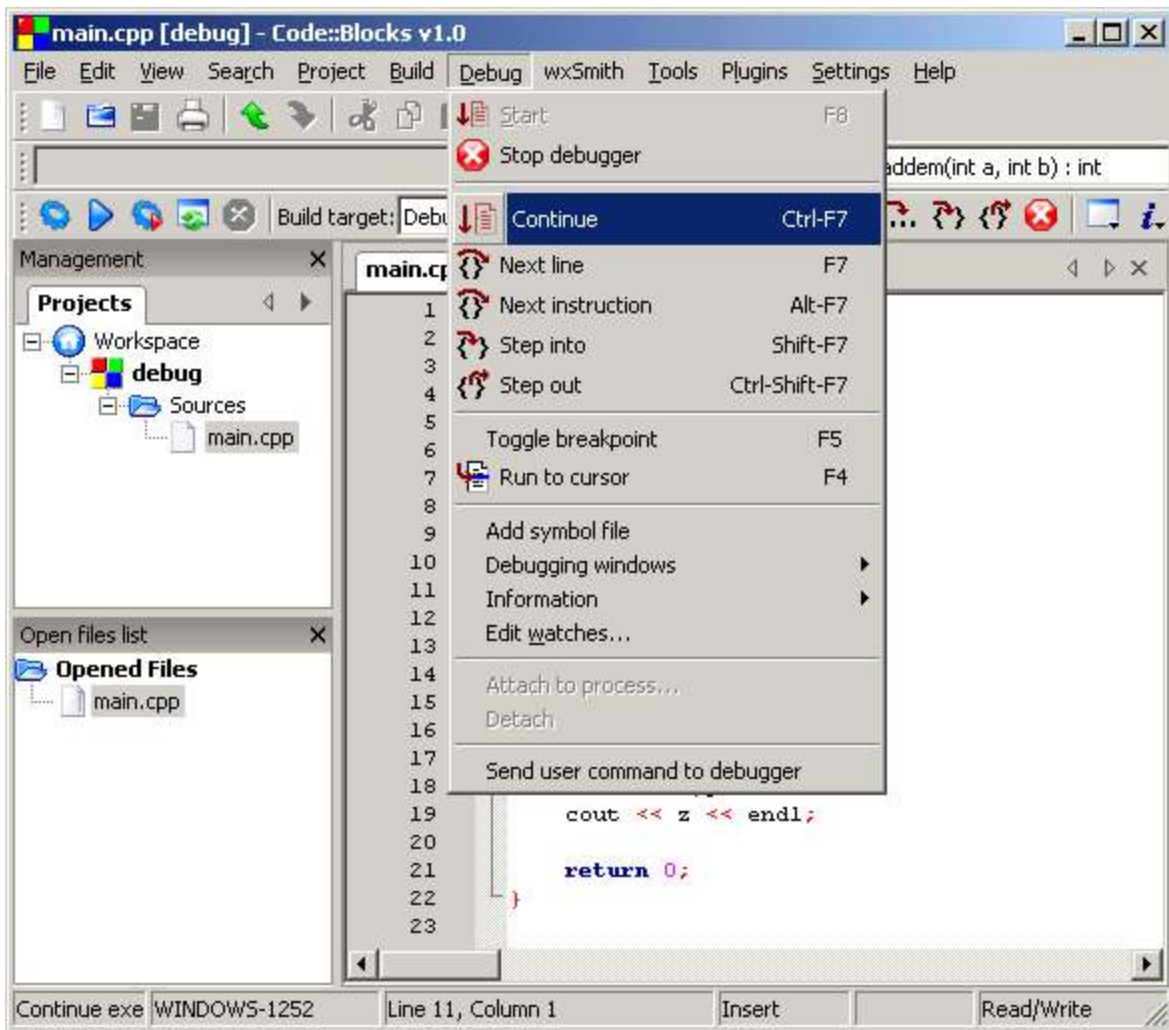 main.cpp [debug] - Code::Blocks v1.0
File Edit View Search Project Build Debug wxSmith Tools Plugins Settings Help
Start F8
Stop debugger
addem(int a, int b) : int
Build target: Debu
Continue Ctrl-F7
Management
main.cp
Next line F7
Projects
Next instruction Alt-F7
Workspace
Step into Shift-F7
debug
Step out Ctrl-Shift-F7
Sources
main.cpp
Toggle breakpoint F5
Run to cursor F4
Add symbol file
Debugging windows
Information
Edit watches...
Open files list
Opened Files
main.cpp
Attach to process...
Detach
Send user command to debugger
1
2
3
4
5
6
7
8
9
10
11
12
13
14
15
16
17
18
19 cout << z << endl;
20
21 return 0;
22 }
23
Continue exe WINDOWS-1252 Line 11, Column 1 Insert Read/Write